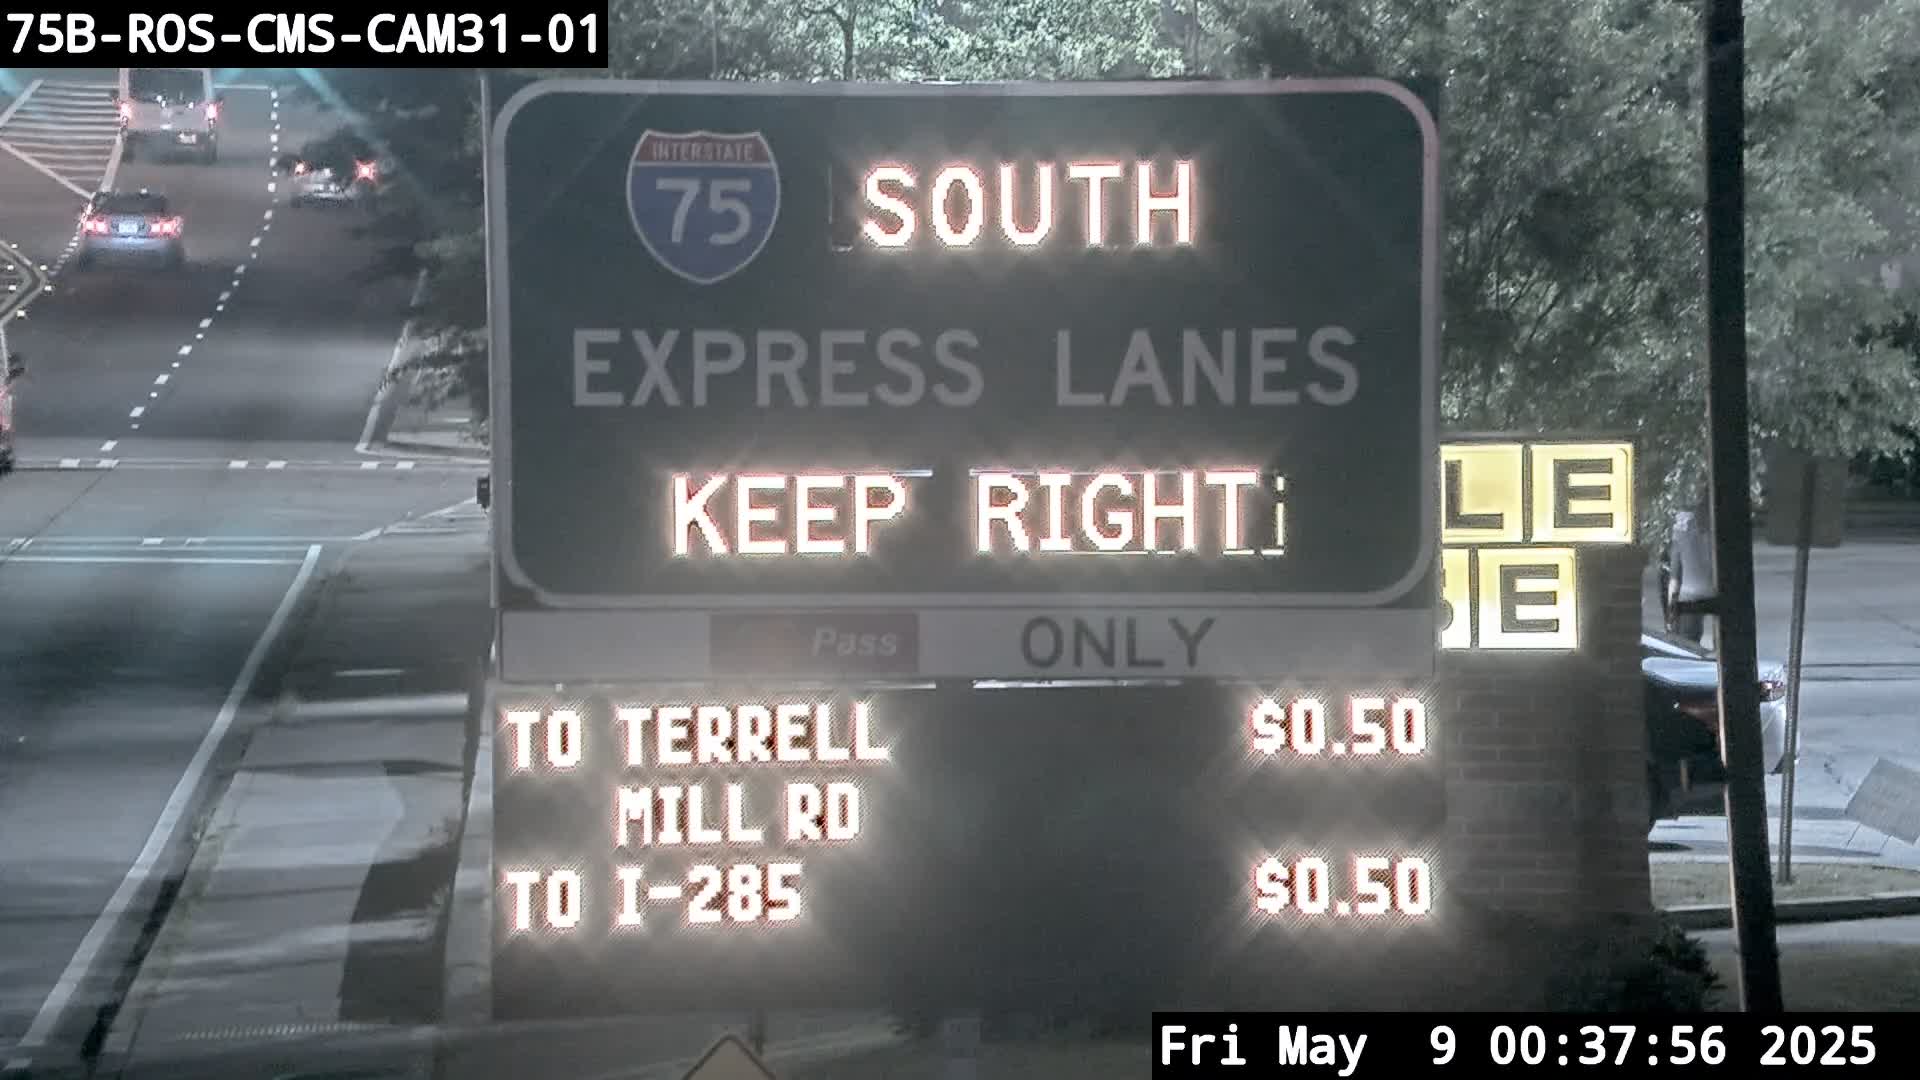 75B-ROS-CMS-CAM31-01
INTERSTATE
75
SOUTH
EXPRESS LANES
KEEP RIGHT
Pass ONLY
TO TERRELL $0.50
MILL RD
TO I-285 $0.50
LE
E
Fri May 9 00:37:56 2025